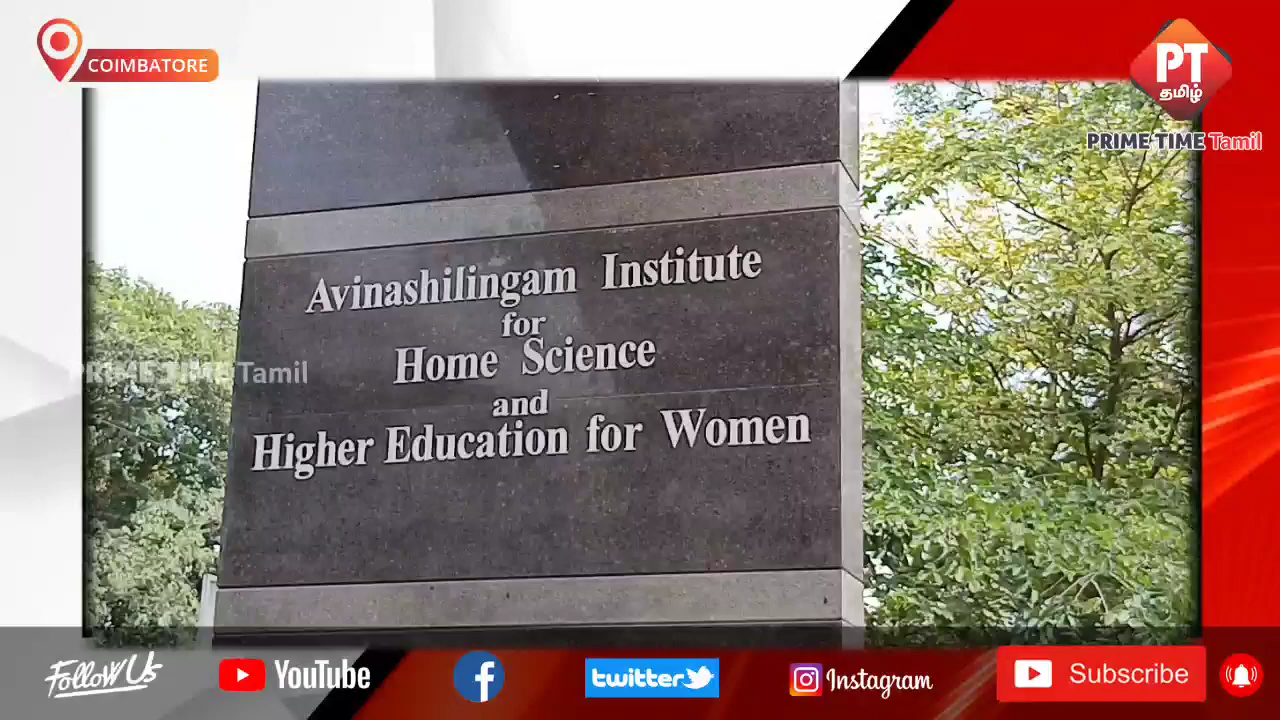 COIMBATORE
PT
தமிழ்
PRIME TIME Tamil
Avinashilingam Institute
for
Home Science
PRIME TIME Tamil
and
Higher Education for Women
Follow Us
YouTube
twitter
Instagram
Subscribe